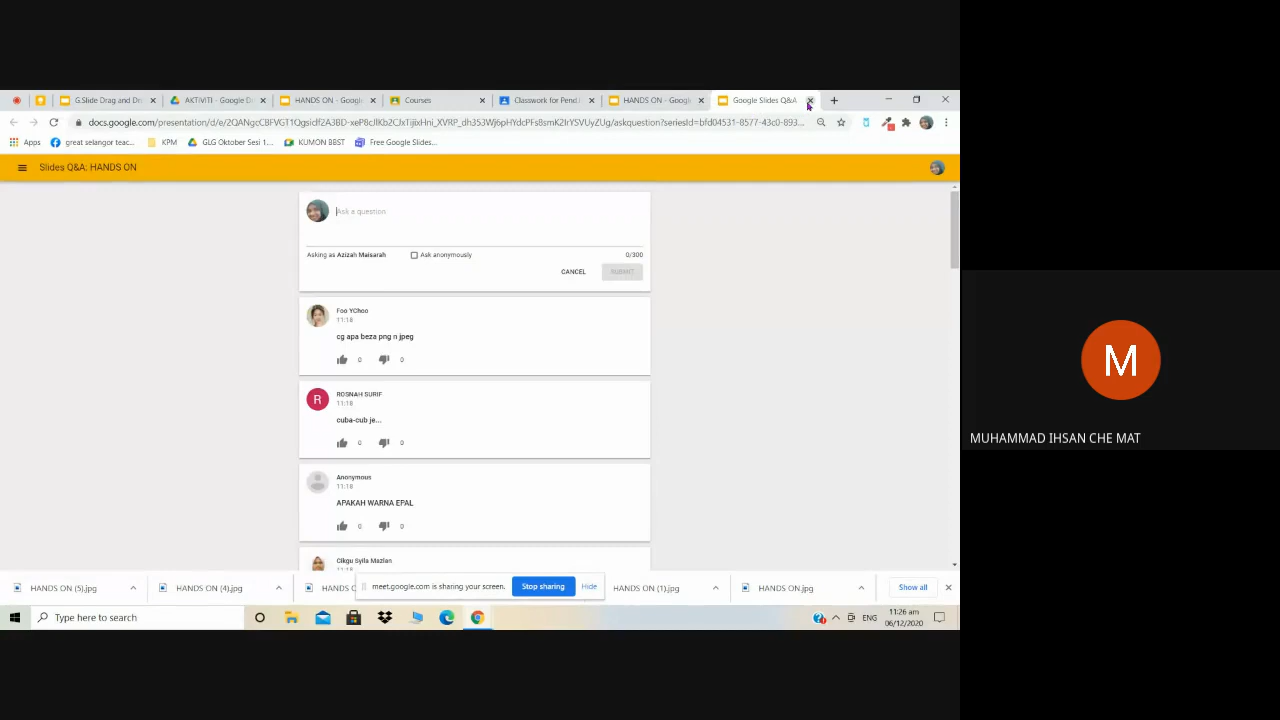 G.Slide Drag and Dr
AKTIVITI - Google D
HANDS ON - Google
Courses
Classwork for Pend.I
HANDS ON - Google
Google Slides Q&A
Apps
great selangor teac...
KPM
GLG Oktober Sesi 1...
KUMON BBST
Free Google Slides...
Slides Q&A: HANDS ON
Ask a question
Asking as Azizah Maisarah
Ask anonymously
0/300
CANCEL
SUBMIT
Foo YChoo
11:18
cg apa beza png n jpeg
0
0
R
ROSNAH SURIF
11:18
cuba-cub je...
0
0
Anonymous
11:18
APAKAH WARNA EPAL
0
0
Cikgu Syila Mazlan
M
MUHAMMAD IHSAN CHE MAT
HANDS ON (5).jpg
HANDS ON (4).jpg
HANDS
meet.google.com is sharing your screen.
Stop sharing
Hide
HANDS ON (1).jpg
HANDS ON.jpg
Show all
Type here to search
ENG
11:26 am
06/12/2020